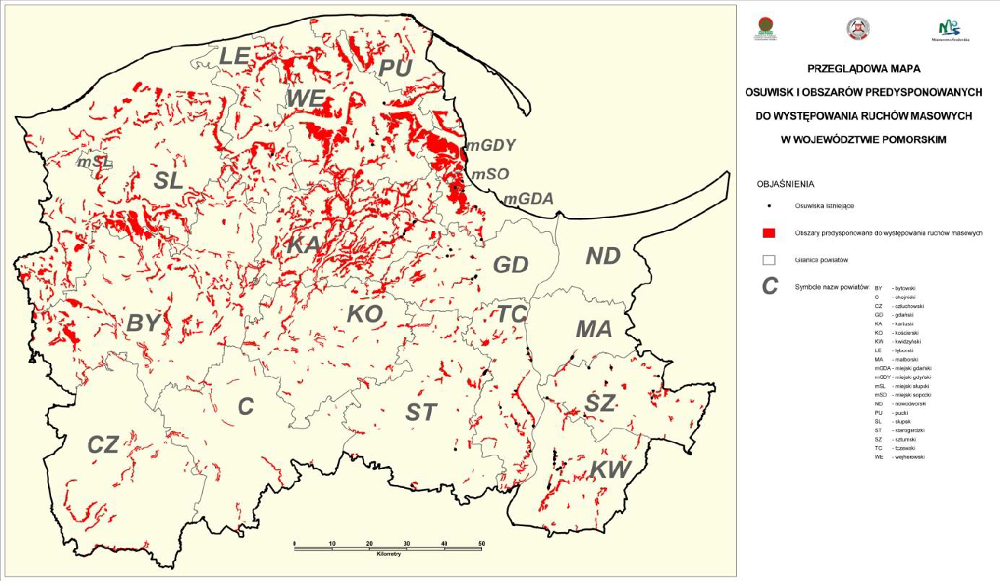 PRZEGLĄDOWA MAPA
OSUWISK I OBSZARÓW PREDYSPONOWANYCH
DO WYSTĘPOWANIA RUCHÓW MASOWYCH
W WOJEWÓDZTWIE POMORSKIM
Ministerstwo Środowiska
OBJAŚNIENIA
Osuwiska istniejące
Obszary predysponowane do występowania ruchów masowych
Granice powiatów
C Symbole nazw powiatów:
BY - bytowski
C - chojnicki
CZ - człuchowski
GD - gdański
KA - kartuski
KO - kościerski
KW - kwidzyński
LE - lęborski
MA - malborski
mGDA - miejski gdański
mGDY - miejski gdyński
mSL - miejski słupski
mSO - miejski sopocki
ND - nowodworski
PU - pucki
SL - słupsk
ST - starogardzki
SZ - sztumski
TC - tczewski
WE - wejherowski
LE
PU
WE
mGDY
mSL
SL
mSO
mGDA
KA
GD
ND
BY
KO
TC
MA
C
ST
SZ
CZ
KW
0 10 20 30 40 50
Kilometry